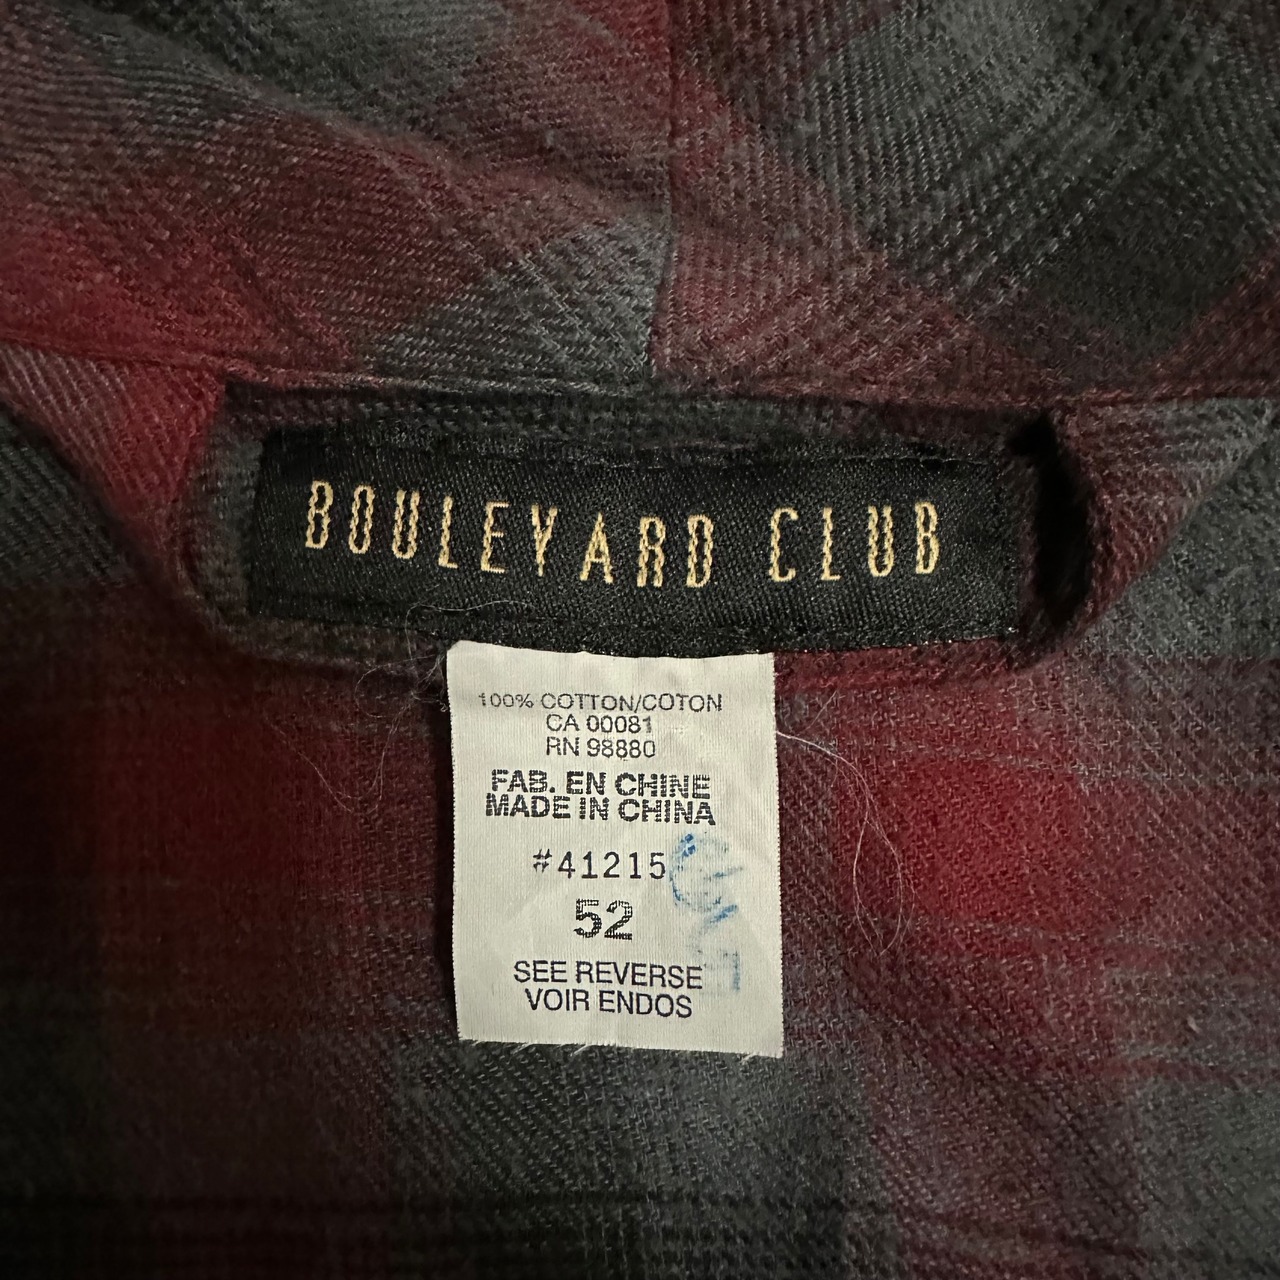 BOULEVARD CLUB
100% COTTON/COTON
CA 00081
RN 98880
FAB. EN CHINE
MADE IN CHINA
#41215
52
SEE REVERSE
VOIR ENDOS